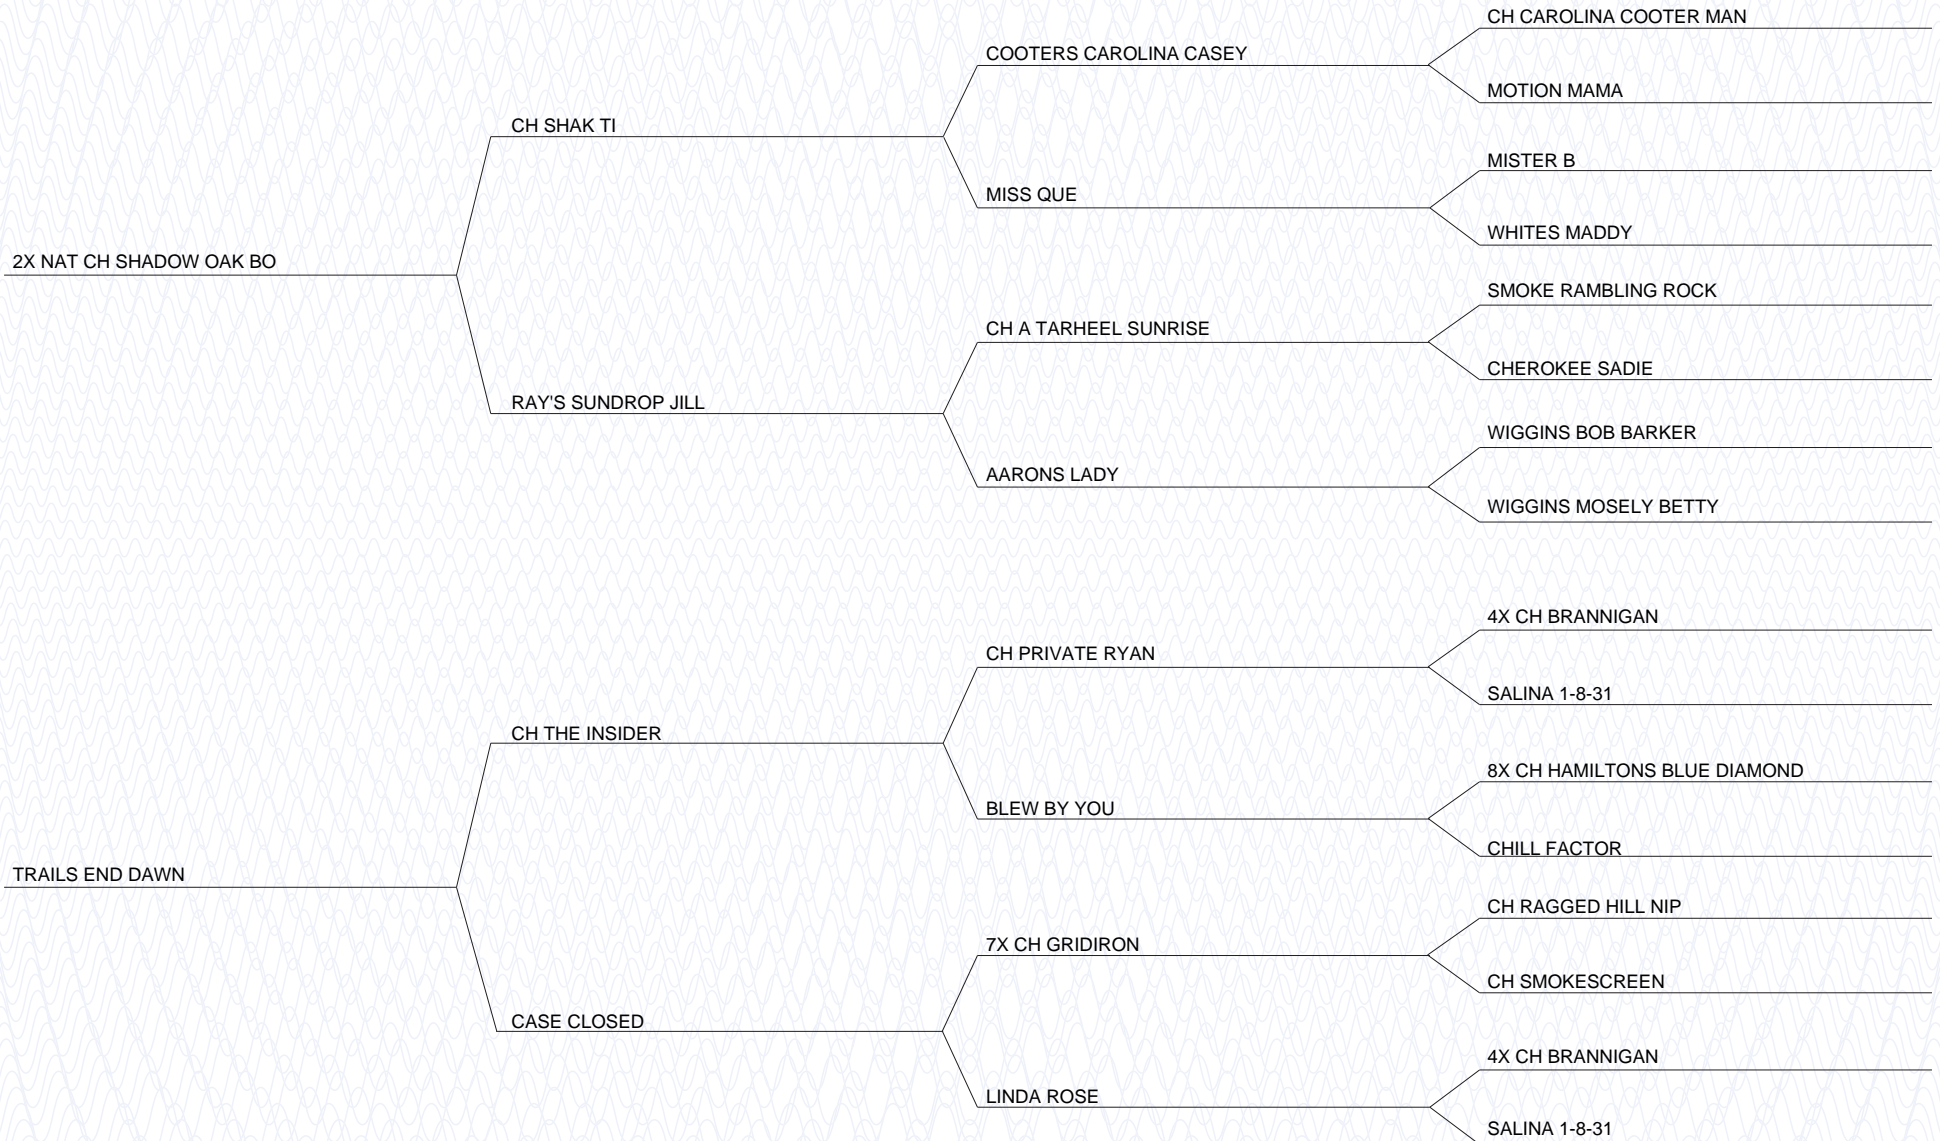 CH CAROLINA COOTER MAN
COOTERS CAROLINA CASEY
MOTION MAMA
CH SHAK TI
MISTER B
MISS QUE
WHITES MADDY
2X NAT CH SHADOW OAK BO
SMOKE RAMBLING ROCK
CH A TARHEEL SUNRISE
CHEROKEE SADIE
RAY'S SUNDROP JILL
WIGGINS BOB BARKER
AARONS LADY
WIGGINS MOSELY BETTY
4X CH BRANNIGAN
CH PRIVATE RYAN
SALINA 1-8-31
CH THE INSIDER
8X CH HAMILTONS BLUE DIAMOND
BLEW BY YOU
CHILL FACTOR
TRAILS END DAWN
CH RAGGED HILL NIP
7X CH GRIDIRON
CH SMOKESCREEN
CASE CLOSED
4X CH BRANNIGAN
LINDA ROSE
SALINA 1-8-31